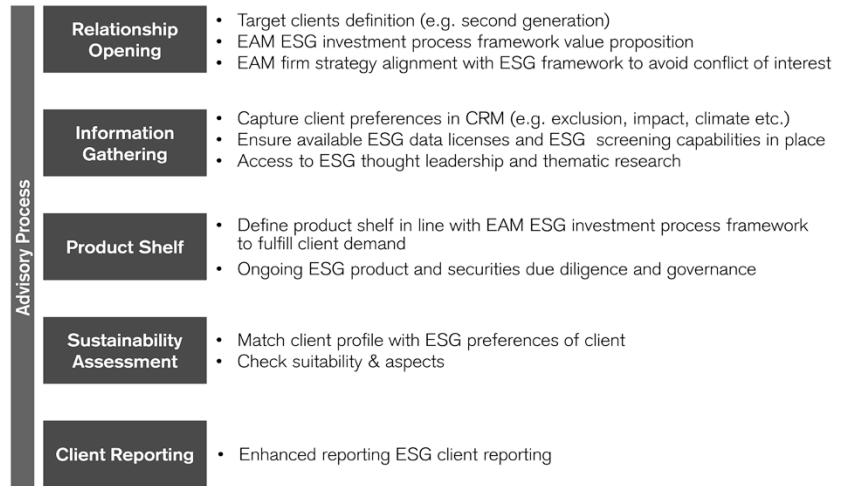 Advisory Process
Relationship
Opening
• Target clients definition (e.g. second generation)
• EAM ESG investment process framework value proposition
• EAM firm strategy alignment with ESG framework to avoid conflict of interest
Information
Gathering
• Capture client preferences in CRM (e.g. exclusion, impact, climate etc.)
• Ensure available ESG data licenses and ESG screening capabilities in place
• Access to ESG thought leadership and thematic research
Product Shelf
• Define product shelf in line with EAM ESG investment process framework
to fulfill client demand
• Ongoing ESG product and securities due diligence and governance
Sustainability
Assessment
• Match client profile with ESG preferences of client
• Check suitability & aspects
Client Reporting
• Enhanced reporting ESG client reporting